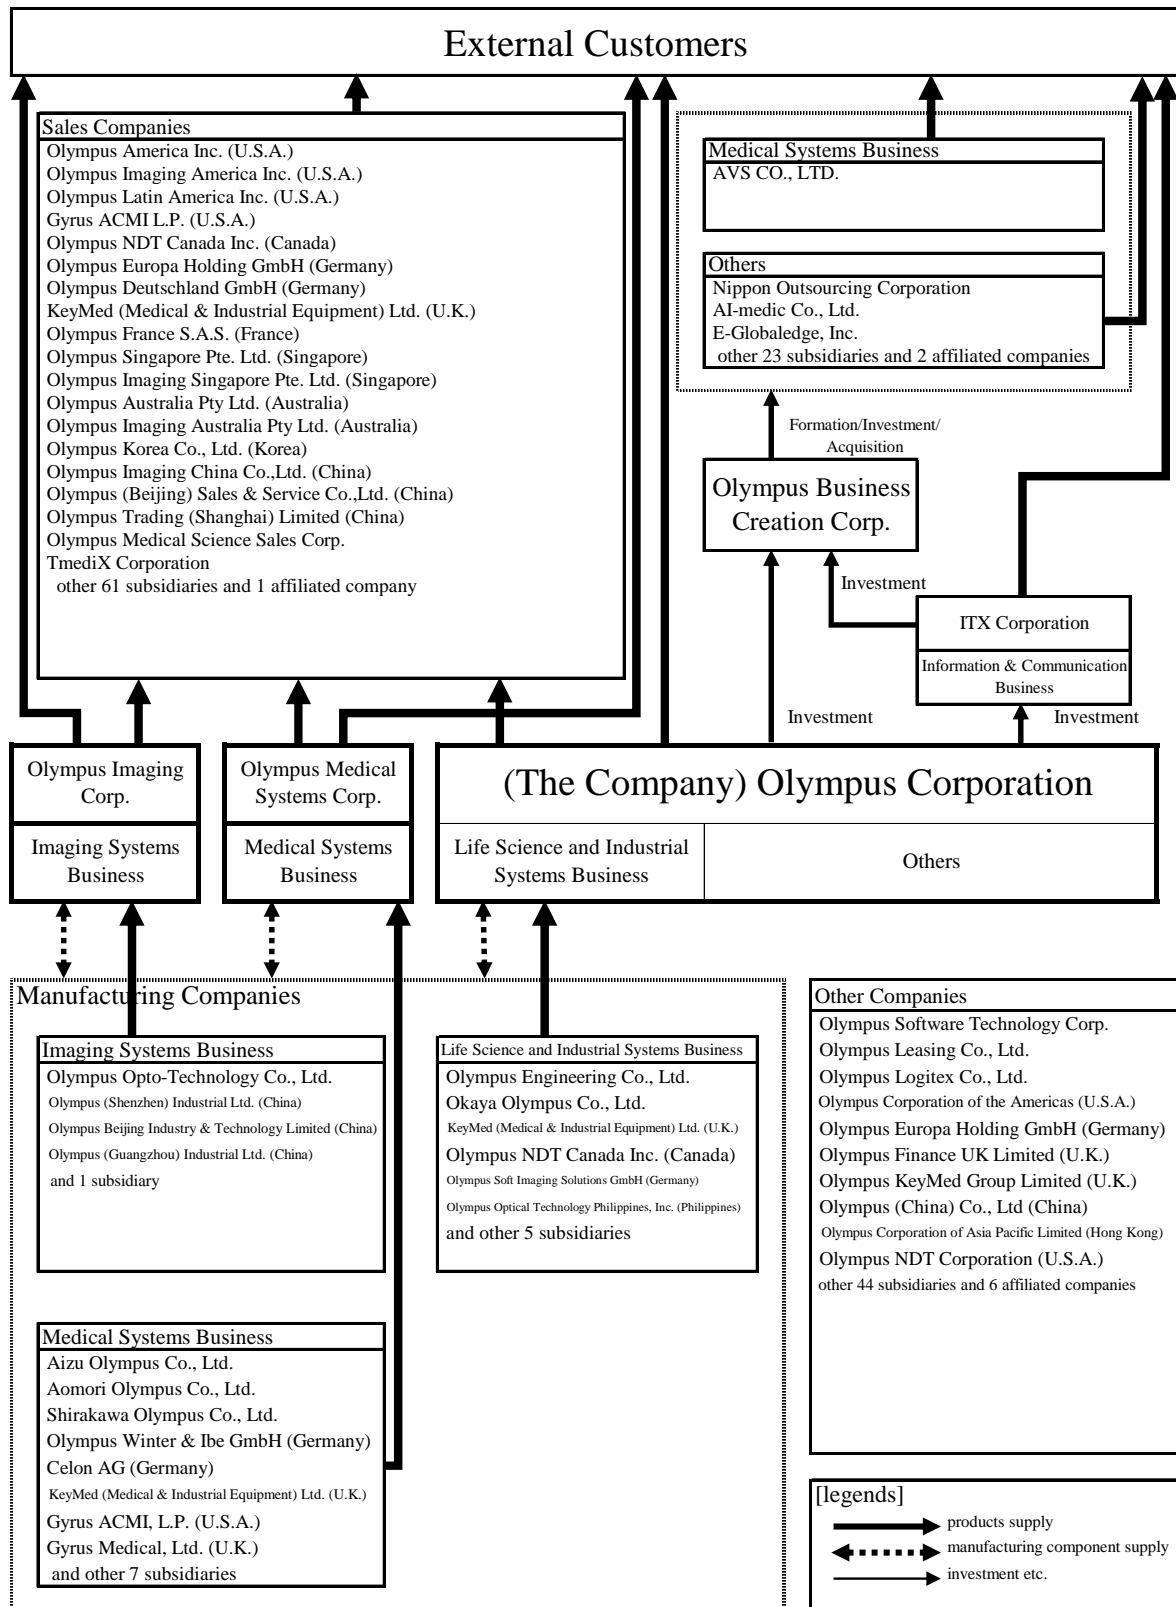 External Customers
Sales Companies
Olympus America Inc. (U.S.A.)
Olympus Imaging America Inc. (U.S.A.)
Olympus Latin America Inc. (U.S.A.)
Gyrus ACMI L.P. (U.S.A.)
Olympus NDT Canada Inc. (Canada)
Olympus Europa Holding GmbH (Germany)
Olympus Deutschland GmbH (Germany)
KeyMed (Medical & Industrial Equipment) Ltd. (U.K.)
Olympus France S.A.S. (France)
Olympus Singapore Pte. Ltd. (Singapore)
Olympus Imaging Singapore Pte. Ltd. (Singapore)
Olympus Australia Pty Ltd. (Australia)
Olympus Imaging Australia Pty Ltd. (Australia)
Olympus Korea Co., Ltd. (Korea)
Olympus Imaging China Co.,Ltd. (China)
Olympus (Beijing) Sales & Service Co.,Ltd. (China)
Olympus Trading (Shanghai) Limited (China)
Olympus Medical Science Sales Corp.
TmediX Corporation
other 61 subsidiaries and 1 affiliated company
Medical Systems Business
AVS CO., LTD.
Others
Nippon Outsourcing Corporation
AI-medic Co., Ltd.
E-Globaledge, Inc.
other 23 subsidiaries and 2 affiliated companies
Formation/Investment/
Acquisition
Olympus Business
Creation Corp.
Investment
ITX Corporation
Information & Communication
Business
Investment
Investment
Olympus Imaging
Corp.
Imaging Systems
Business
Olympus Medical
Systems Corp.
Medical Systems
Business
(The Company) Olympus Corporation
Life Science and Industrial
Systems Business
Others
Manufacturing Companies
Imaging Systems Business
Olympus Opto-Technology Co., Ltd.
Olympus (Shenzhen) Industrial Ltd. (China)
Olympus Beijing Industry & Technology Limited (China)
Olympus (Guangzhou) Industrial Ltd. (China)
and 1 subsidiary
Life Science and Industrial Systems Business
Olympus Engineering Co., Ltd.
Okaya Olympus Co., Ltd.
KeyMed (Medical & Industrial Equipment) Ltd. (U.K.)
Olympus NDT Canada Inc. (Canada)
Olympus Soft Imaging Solutions GmbH (Germany)
Olympus Optical Technology Philippines, Inc. (Philippines)
and other 5 subsidiaries
Medical Systems Business
Aizu Olympus Co., Ltd.
Aomori Olympus Co., Ltd.
Shirakawa Olympus Co., Ltd.
Olympus Winter & Ibe GmbH (Germany)
Celon AG (Germany)
KeyMed (Medical & Industrial Equipment) Ltd. (U.K.)
Gyrus ACMI, L.P. (U.S.A.)
Gyrus Medical, Ltd. (U.K.)
and other 7 subsidiaries
Other Companies
Olympus Software Technology Corp.
Olympus Leasing Co., Ltd.
Olympus Logitex Co., Ltd.
Olympus Corporation of the Americas (U.S.A.)
Olympus Europa Holding GmbH (Germany)
Olympus Finance UK Limited (U.K.)
Olympus KeyMed Group Limited (U.K.)
Olympus (China) Co., Ltd (China)
Olympus Corporation of Asia Pacific Limited (Hong Kong)
Olympus NDT Corporation (U.S.A.)
other 44 subsidiaries and 6 affiliated companies
[legends]
products supply
manufacturing component supply
investment etc.